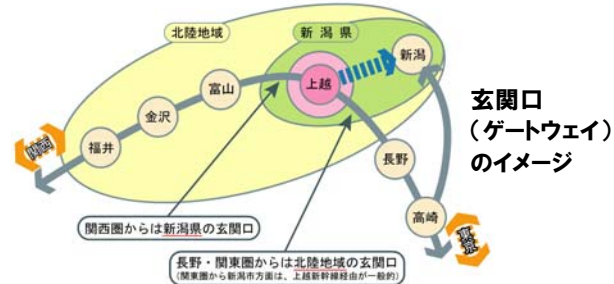 北陸地域
新潟県
新潟
上越
富山
金沢
福井
関西
長野
高崎
東京
玄関口
（ゲートウェイ）
のイメージ
関西圏からは新潟県の玄関口
長野・関東圏からは北陸地域の玄関口
（関東圏から新潟市方面は、上越新幹線経由が一般的）